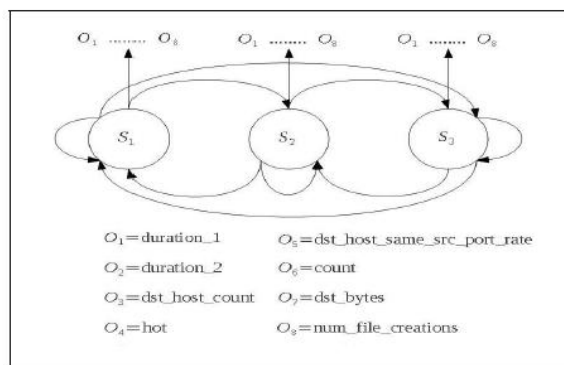 O₁ ........ O₈ O₁ ........ O₈ O₁ ........ O₈
S₁ S₂ S₃
O₁=duration_1 O₅=dst_host_same_src_port_rate
O₂=duration_2 O₆=count
O₃=dst_host_count O₇=dst_bytes
O₄=hot O₈=num_file_creations